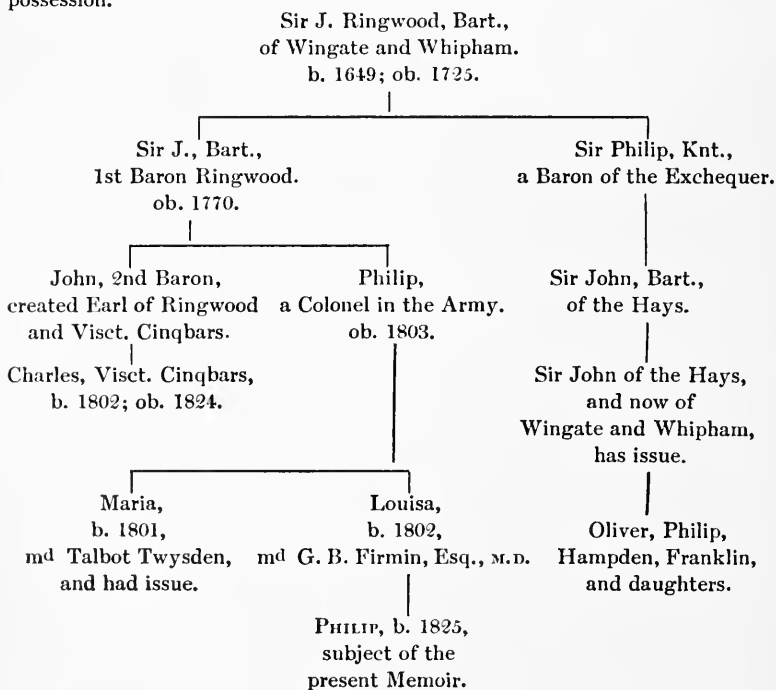 possession.
Sir J. Ringwood, Bart.,
of Wingate and Whipham.
b. 1649; ob. 1725.
Sir J., Bart.,
1st Baron Ringwood.
ob. 1770.
Sir Philip, Knt.,
a Baron of the Exchequer.
John, 2nd Baron,
created Earl of Ringwood
and Visct. Cinqbars.
Philip,
a Colonel in the Army.
ob. 1803.
Sir John, Bart.,
of the Hays.
Charles, Visct. Cinqbars,
b. 1802; ob. 1824.
Sir John of the Hays,
and now of
Wingate and Whipham,
has issue.
Maria,
b. 1801,
md Talbot Twysden,
and had issue.
Louisa,
b. 1802,
md G. B. Firmin, Esq., M.D.
Oliver, Philip,
Hampden, Franklin,
and daughters.
PHILIP, b. 1825,
subject of the
present Memoir.